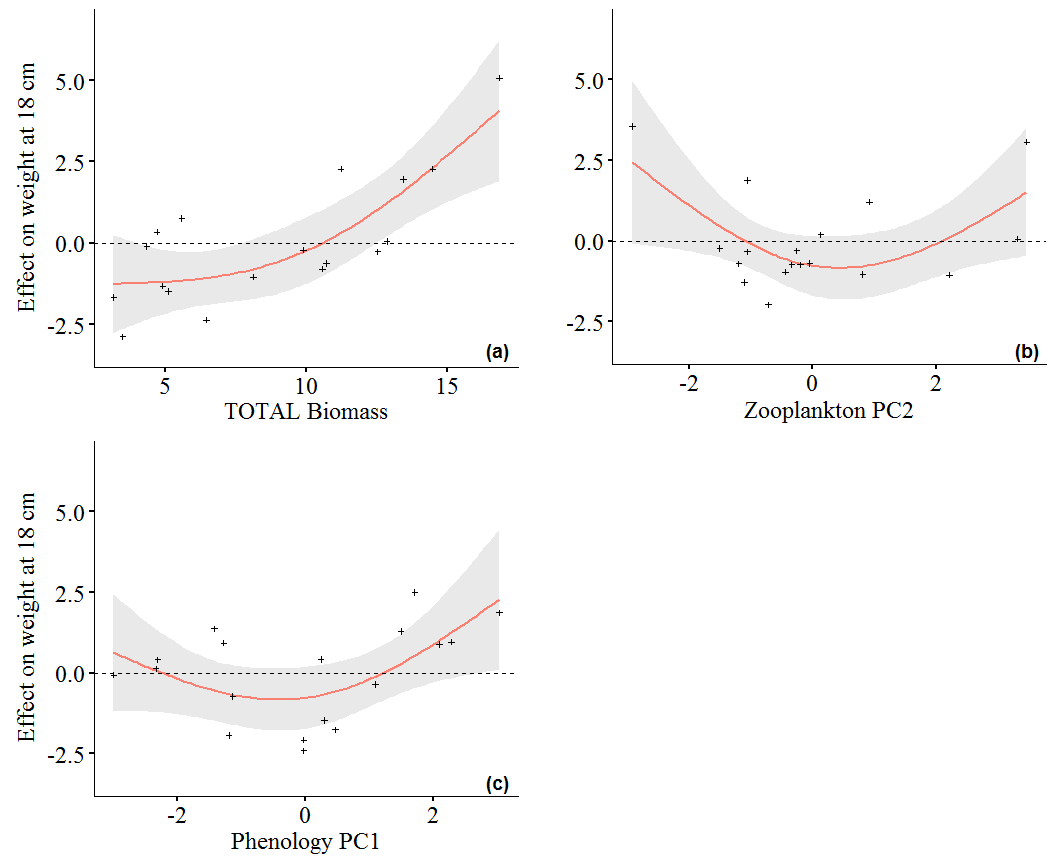 Effect on weight at 18 cm
5.0
2.5
0.0
-2.5
(a)
5 10 15
TOTAL Biomass
5.0
2.5
0.0
-2.5
(b)
-2 0 2
Zooplankton PC2
Effect on weight at 18 cm
5.0
2.5
0.0
-2.5
(c)
-2 0 2
Phenology PC1